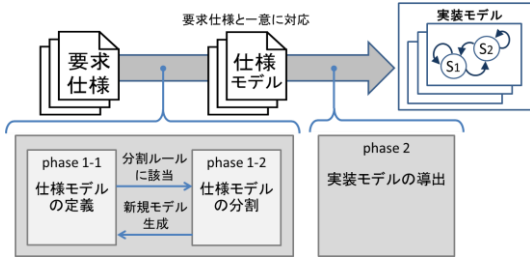 要求仕様と一意に対応
実装モデル
要求
仕様
仕様
モデル
S1
S2
phase 1-1
仕様モデル
の定義
分割ルール
に該当
新規モデル
生成
phase 1-2
仕様モデル
の分割
phase 2
実装モデルの導出